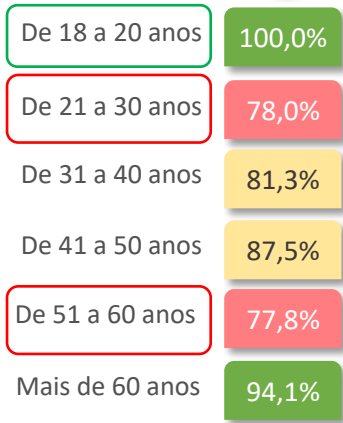 De 18 a 20 anos 100,0%
De 21 a 30 anos 78,0%
De 31 a 40 anos 81,3%
De 41 a 50 anos 87,5%
De 51 a 60 anos 77,8%
Mais de 60 anos 94,1%